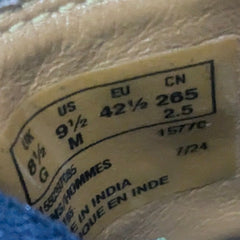 UK US EU CN
8½ 9½ 42½ 265
G M 2.5
15770
7/24
/HOMMES
E IN INDIA
QUE EN INDE